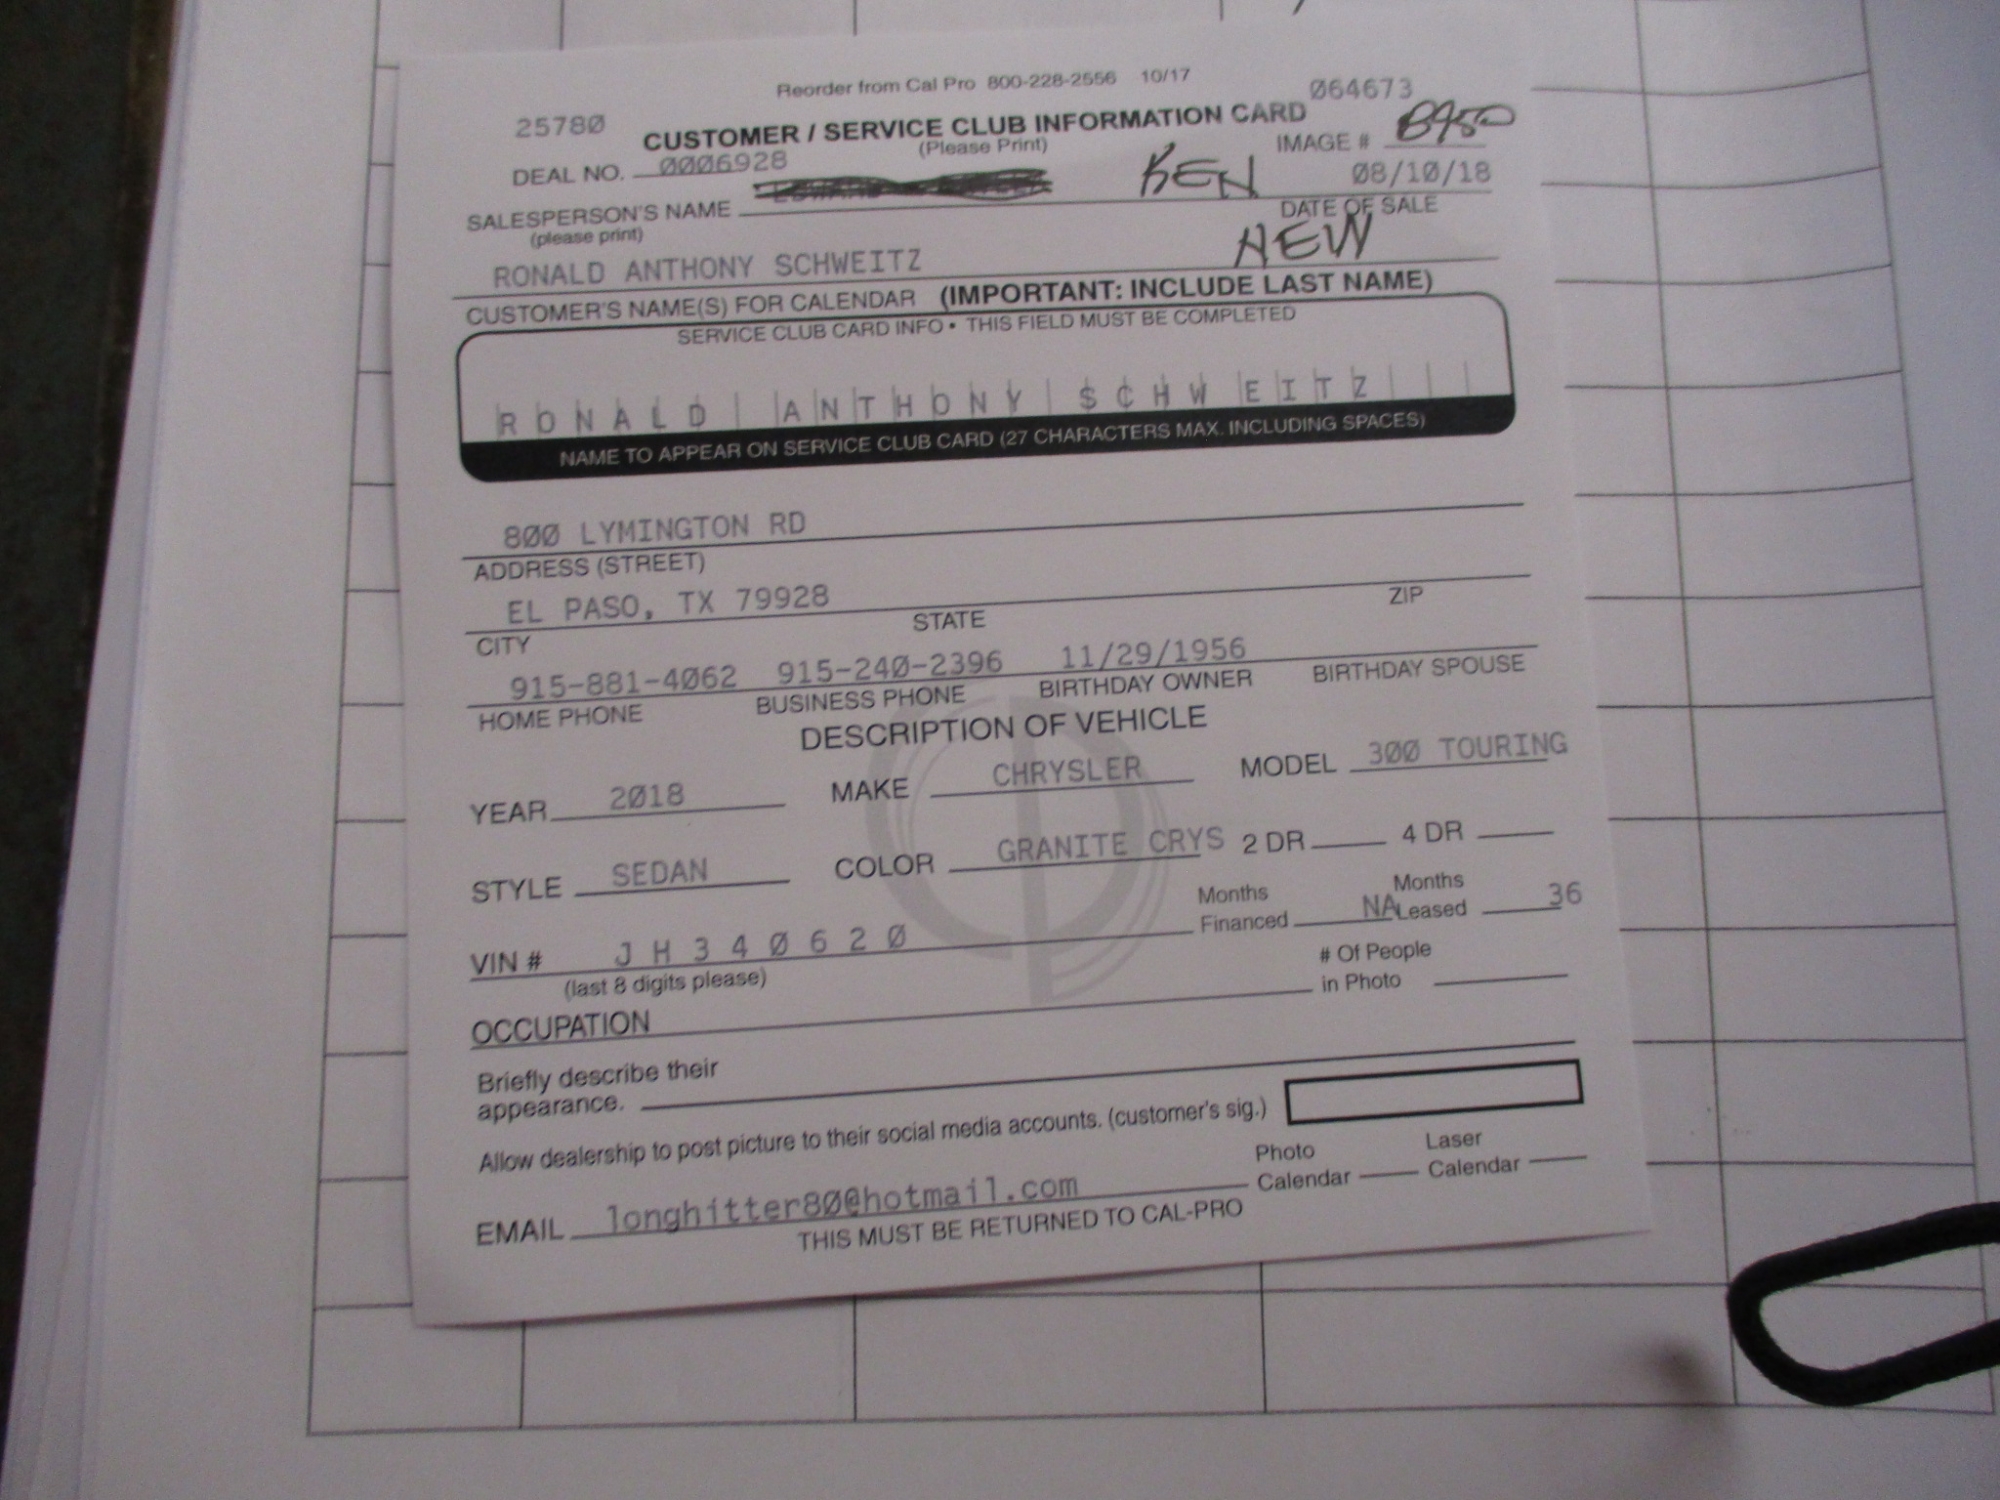 Reorder from Cal Pro 800-228-2556 10/17
25780 064673
CUSTOMER / SERVICE CLUB INFORMATION CARD
(Please Print)
IMAGE #
DEAL NO. 0006928
KEN 08/10/18
SALESPERSON'S NAME DATE OF SALE
(please print)
NEW
RONALD ANTHONY SCHWEITZ
CUSTOMER'S NAME(S) FOR CALENDAR (IMPORTANT: INCLUDE LAST NAME)
SERVICE CLUB CARD INFO • THIS FIELD MUST BE COMPLETED
RONALD ANTHONY SCHWEITZ
NAME TO APPEAR ON SERVICE CLUB CARD (27 CHARACTERS MAX. INCLUDING SPACES)
800 LYMINGTON RD
ADDRESS (STREET)
EL PASO, TX 79928
CITY STATE ZIP
915-881-4062 915-240-2396 11/29/1956
HOME PHONE BUSINESS PHONE BIRTHDAY OWNER BIRTHDAY SPOUSE
DESCRIPTION OF VEHICLE
YEAR 2018 MAKE CHRYSLER MODEL 300 TOURING
STYLE SEDAN COLOR GRANITE CRYS 2 DR 4 DR
Months Financed NA Months Leased 36
VIN # J H 3 4 0 6 2 0
(last 8 digits please)
# Of People
in Photo
OCCUPATION
Briefly describe their
appearance.
Allow dealership to post picture to their social media accounts. (customer's sig.)
Photo Calendar Laser Calendar
EMAIL longhitter80@hotmail.com
THIS MUST BE RETURNED TO CAL-PRO